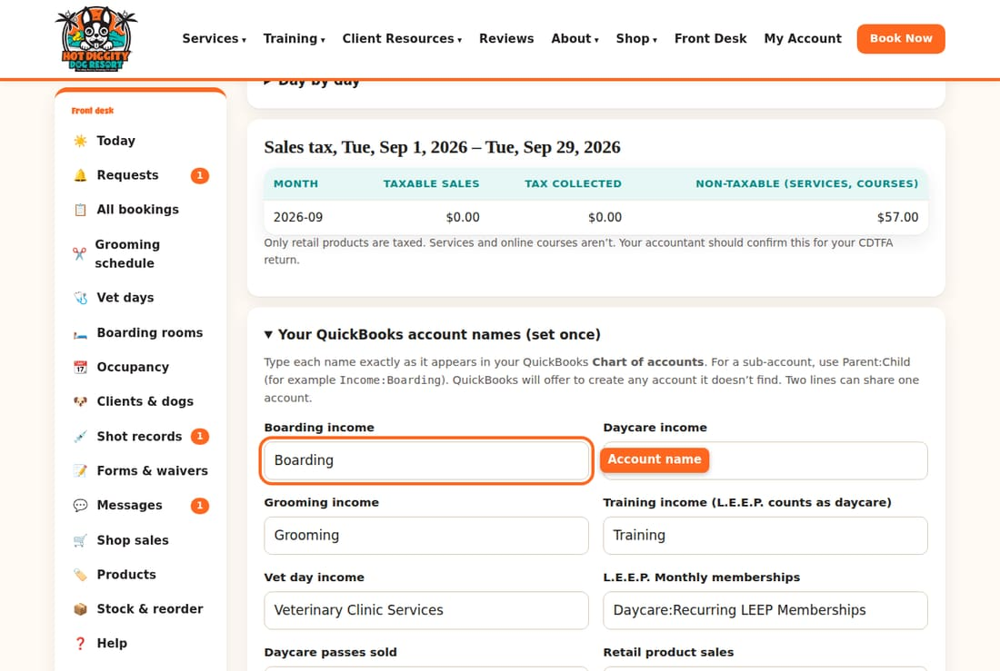 HOT DIGGITY
DOG RESORT
Services ▾
Training ▾
Client Resources ▾
Reviews
About ▾
Shop ▾
Front Desk
My Account
Book Now
Front desk
Today
Requests 1
All bookings
Grooming
schedule
Vet days
Boarding rooms
Occupancy
Clients & dogs
Shot records 1
Forms & waivers
Messages 1
Shop sales
Products
Stock & reorder
Help
Day by day
Sales tax, Tue, Sep 1, 2026 – Tue, Sep 29, 2026
MONTH TAXABLE SALES TAX COLLECTED NON-TAXABLE (SERVICES, COURSES)
2026-09 $0.00 $0.00 $57.00
Only retail products are taxed. Services and online courses aren’t. Your accountant should confirm this for your CDTFA
return.
▼ Your QuickBooks account names (set once)
Type each name exactly as it appears in your QuickBooks Chart of accounts. For a sub-account, use Parent:Child
(for example Income:Boarding). QuickBooks will offer to create any account it doesn’t find. Two lines can share one
account.
Boarding income
Boarding
Daycare income
Account name
Grooming income
Grooming
Training income (L.E.E.P. counts as daycare)
Training
Vet day income
Veterinary Clinic Services
L.E.E.P. Monthly memberships
Daycare:Recurring LEEP Memberships
Daycare passes sold
Retail product sales